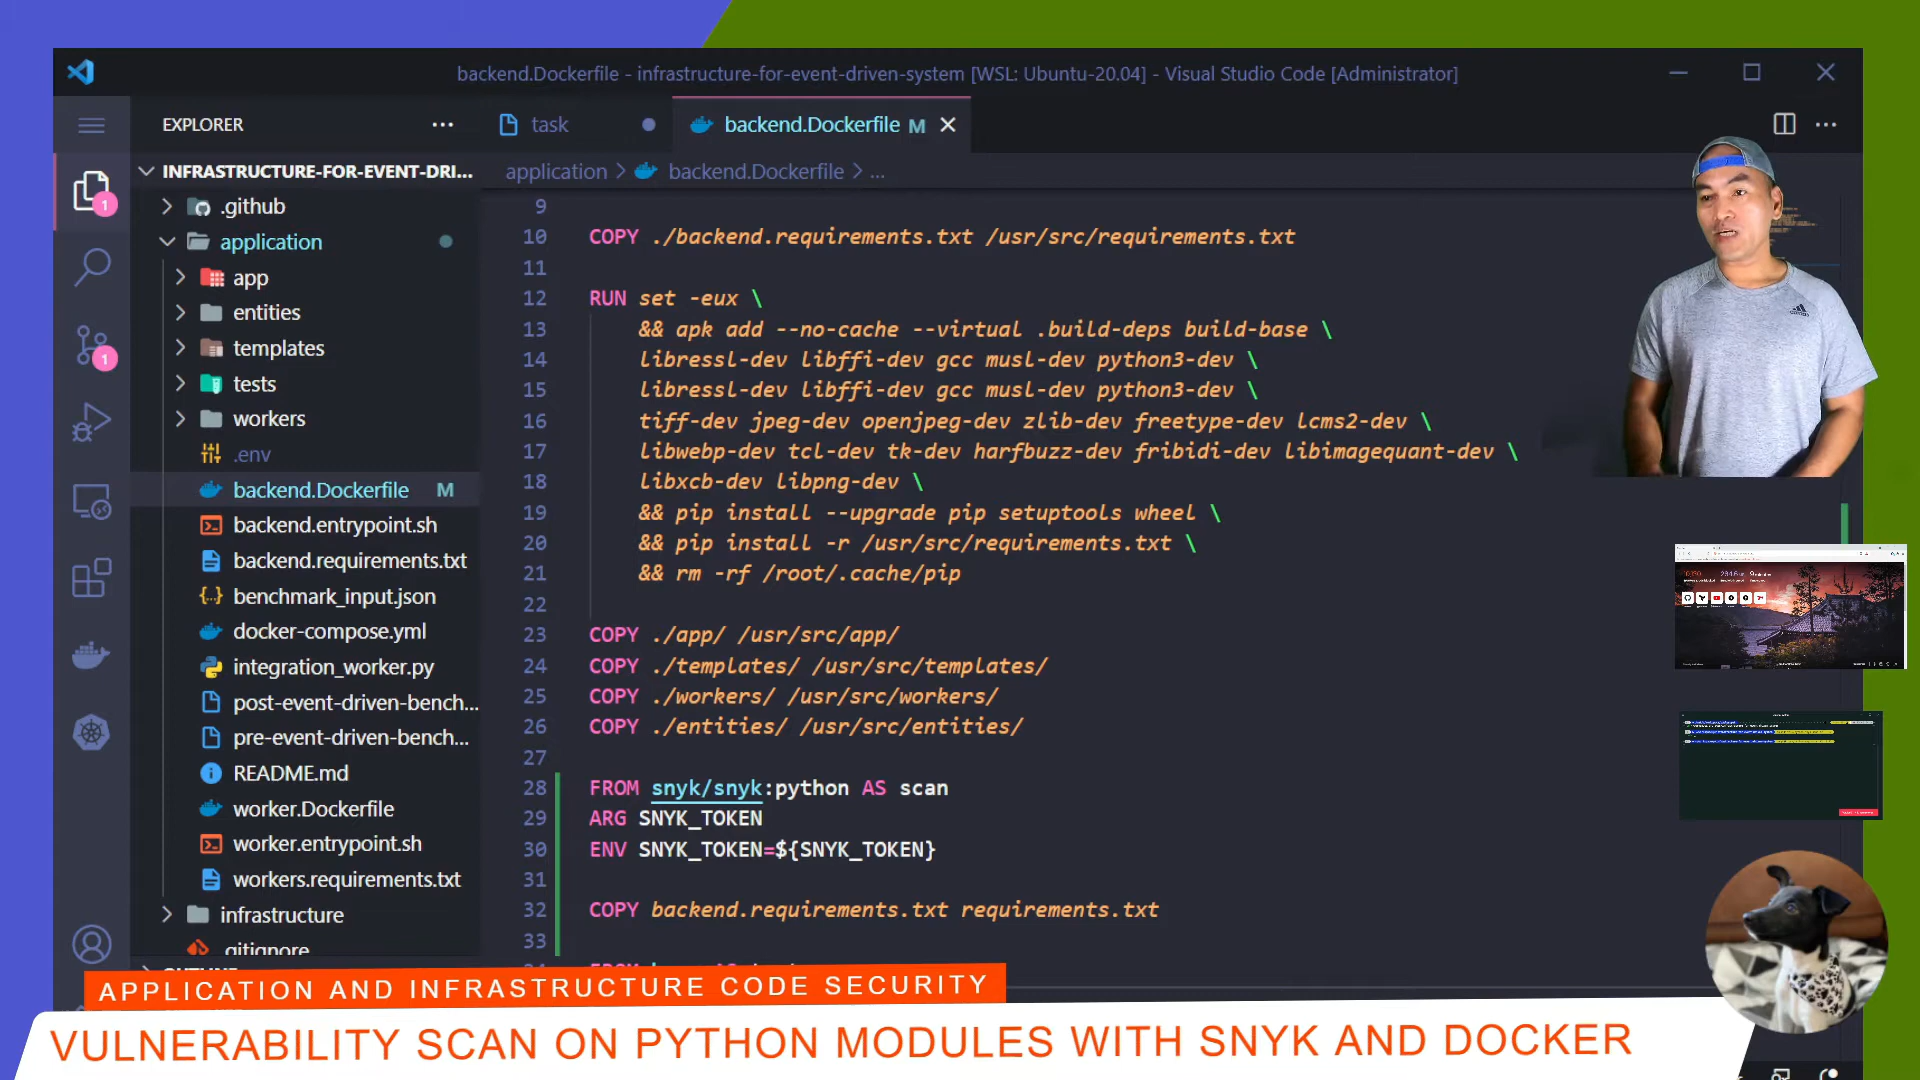 backend.Dockerfile - infrastructure-for-event-driven-system [WSL: Ubuntu-20.04] - Visual Studio Code [Administrator]
EXPLORER
task
backend.Dockerfile M
INFRASTRUCTURE-FOR-EVENT-DRI...
application > backend.Dockerfile > ...
1
.github
application
app
entities
templates
1
tests
workers
.env
backend.Dockerfile M
backend.entrypoint.sh
backend.requirements.txt
benchmark_input.json
docker-compose.yml
integration_worker.py
post-event-driven-bench...
pre-event-driven-bench...
README.md
worker.Dockerfile
worker.entrypoint.sh
workers.requirements.txt
infrastructure
.gitignore
9
10 COPY ./backend.requirements.txt /usr/src/requirements.txt
11
12 RUN set -eux \
13 && apk add --no-cache --virtual .build-deps build-base \
14 libressl-dev libffi-dev gcc musl-dev python3-dev \
15 libressl-dev libffi-dev gcc musl-dev python3-dev \
16 tiff-dev jpeg-dev openjpeg-dev zlib-dev freetype-dev lcms2-dev \
17 libwebp-dev tcl-dev tk-dev harfbuzz-dev fribidi-dev libimagequant-dev \
18 libxcb-dev libpng-dev \
19 && pip install --upgrade pip setuptools wheel \
20 && pip install -r /usr/src/requirements.txt \
21 && rm -rf /root/.cache/pip
22
23 COPY ./app/ /usr/src/app/
24 COPY ./templates/ /usr/src/templates/
25 COPY ./workers/ /usr/src/workers/
26 COPY ./entities/ /usr/src/entities/
27
28 FROM snyk/snyk:python AS scan
29 ARG SNYK_TOKEN
30 ENV SNYK_TOKEN=${SNYK_TOKEN}
31
32 COPY backend.requirements.txt requirements.txt
33
APPLICATION AND INFRASTRUCTURE CODE SECURITY
VULNERABILITY SCAN ON PYTHON MODULES WITH SNYK AND DOCKER